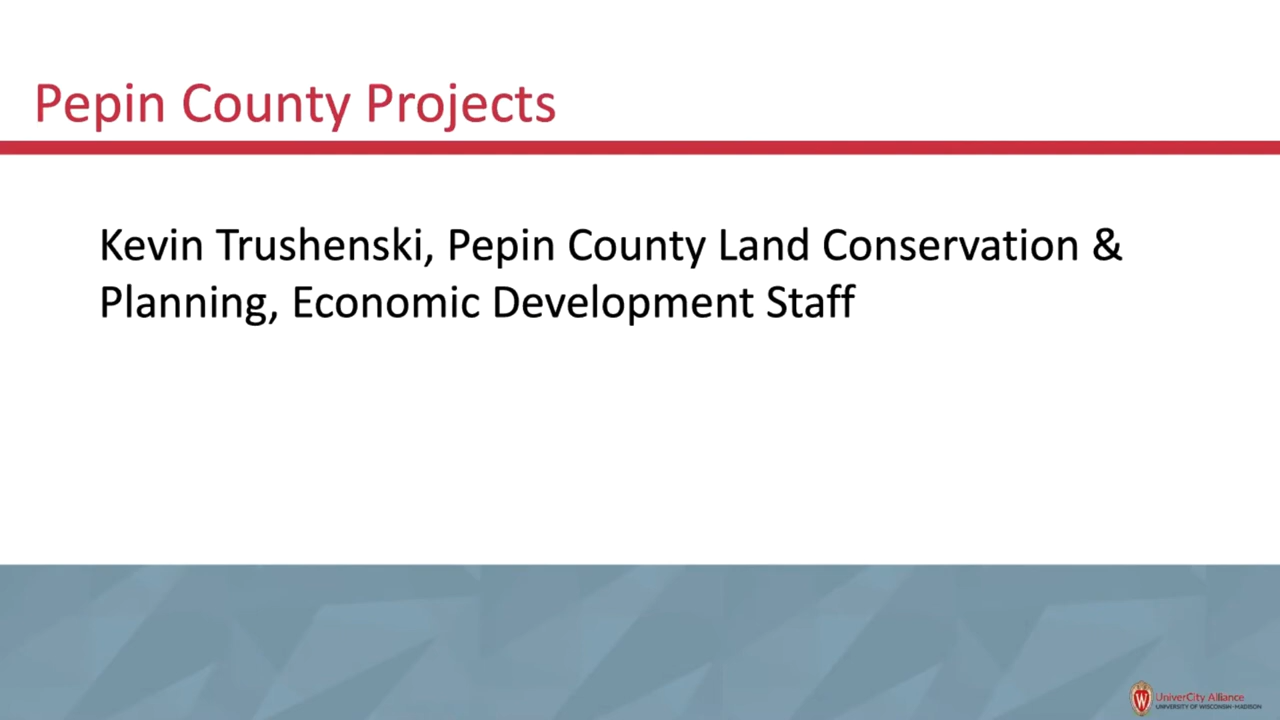 Pepin County Projects
Kevin Trushenski, Pepin County Land Conservation &
Planning, Economic Development Staff
W
UniverCity Alliance
UNIVERSITY OF WISCONSIN–MADISON